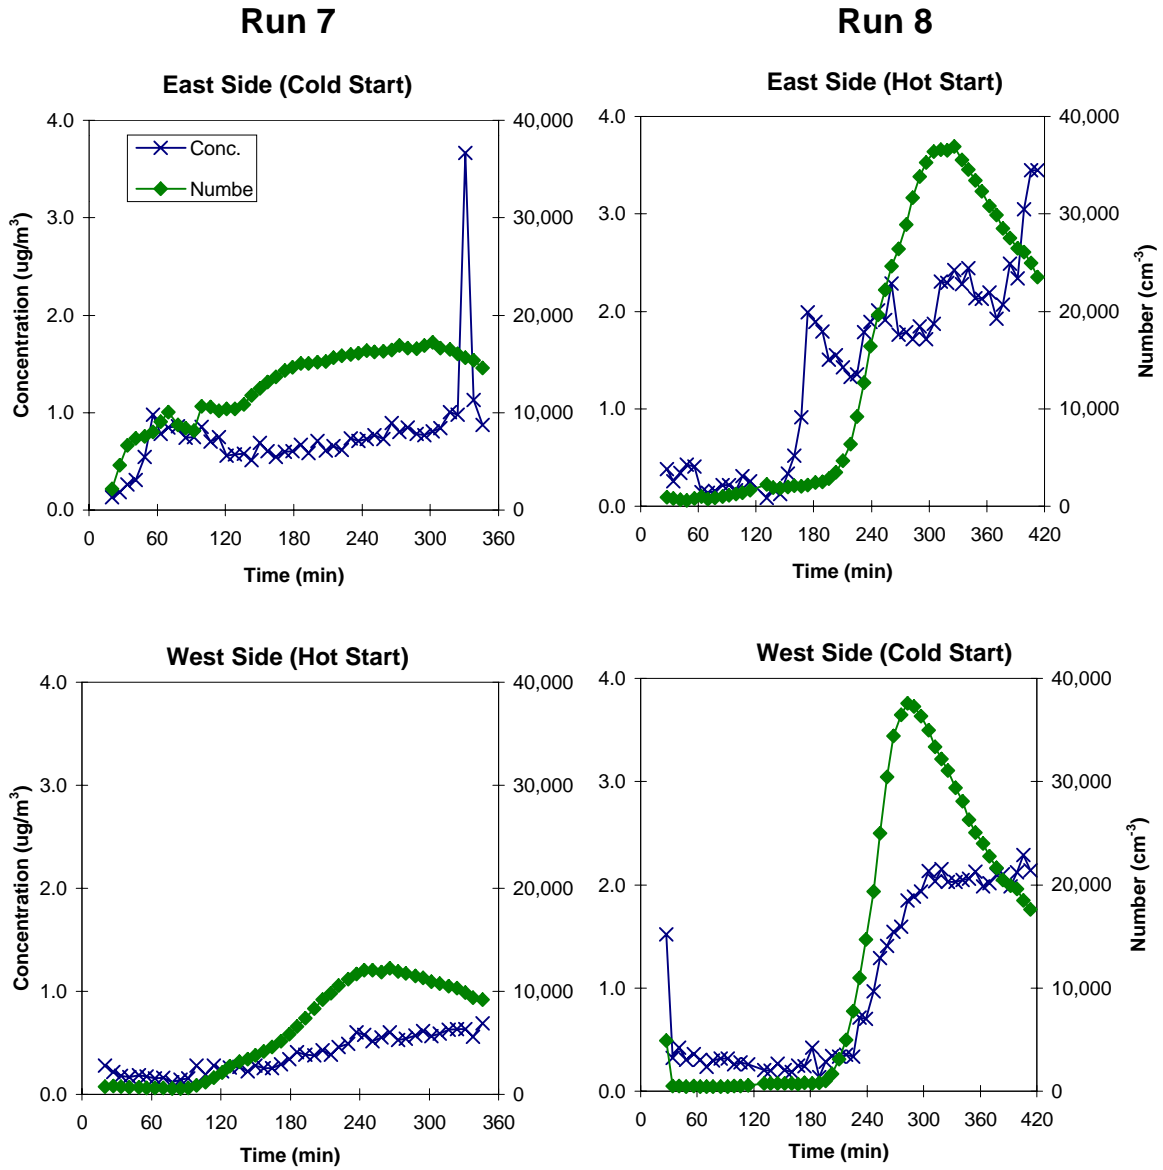 Run 7
Run 8
East Side (Cold Start)
4.0
3.0
2.0
1.0
0.0
40,000
30,000
20,000
10,000
0
Conc.
Numbe
0 60 120 180 240 300 360
Concentration (ug/m³)
Time (min)
East Side (Hot Start)
4.0
3.0
2.0
1.0
0.0
40,000
30,000
20,000
10,000
0
0 60 120 180 240 300 360 420
Number (cm⁻³)
Time (min)
West Side (Hot Start)
4.0
3.0
2.0
1.0
0.0
40,000
30,000
20,000
10,000
0
0 60 120 180 240 300 360
Concentration (ug/m³)
Time (min)
West Side (Cold Start)
4.0
3.0
2.0
1.0
0.0
40,000
30,000
20,000
10,000
0
0 60 120 180 240 300 360 420
Number (cm⁻³)
Time (min)